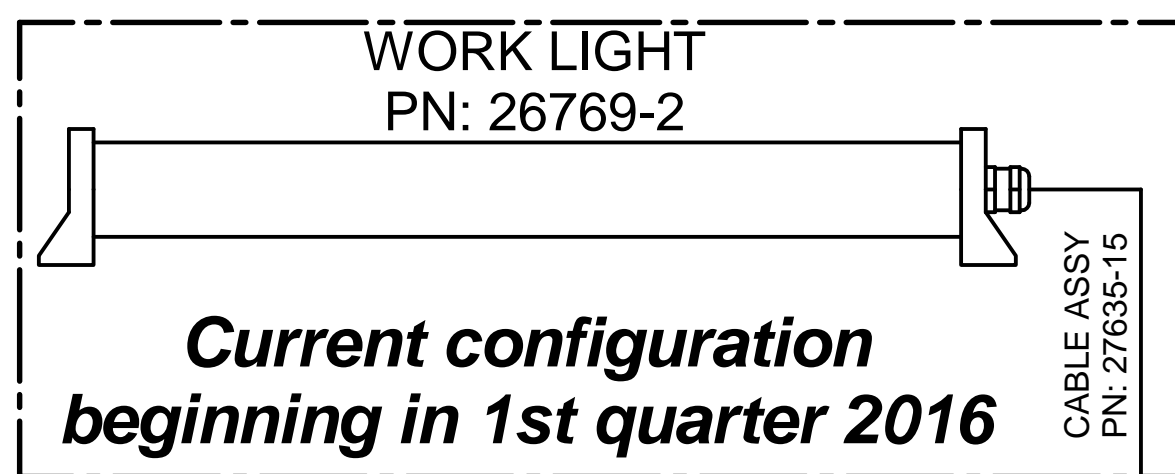 WORK LIGHT
PN: 26769-2
Current configuration
beginning in 1st quarter 2016
CABLE ASSY
PN: 27635-15